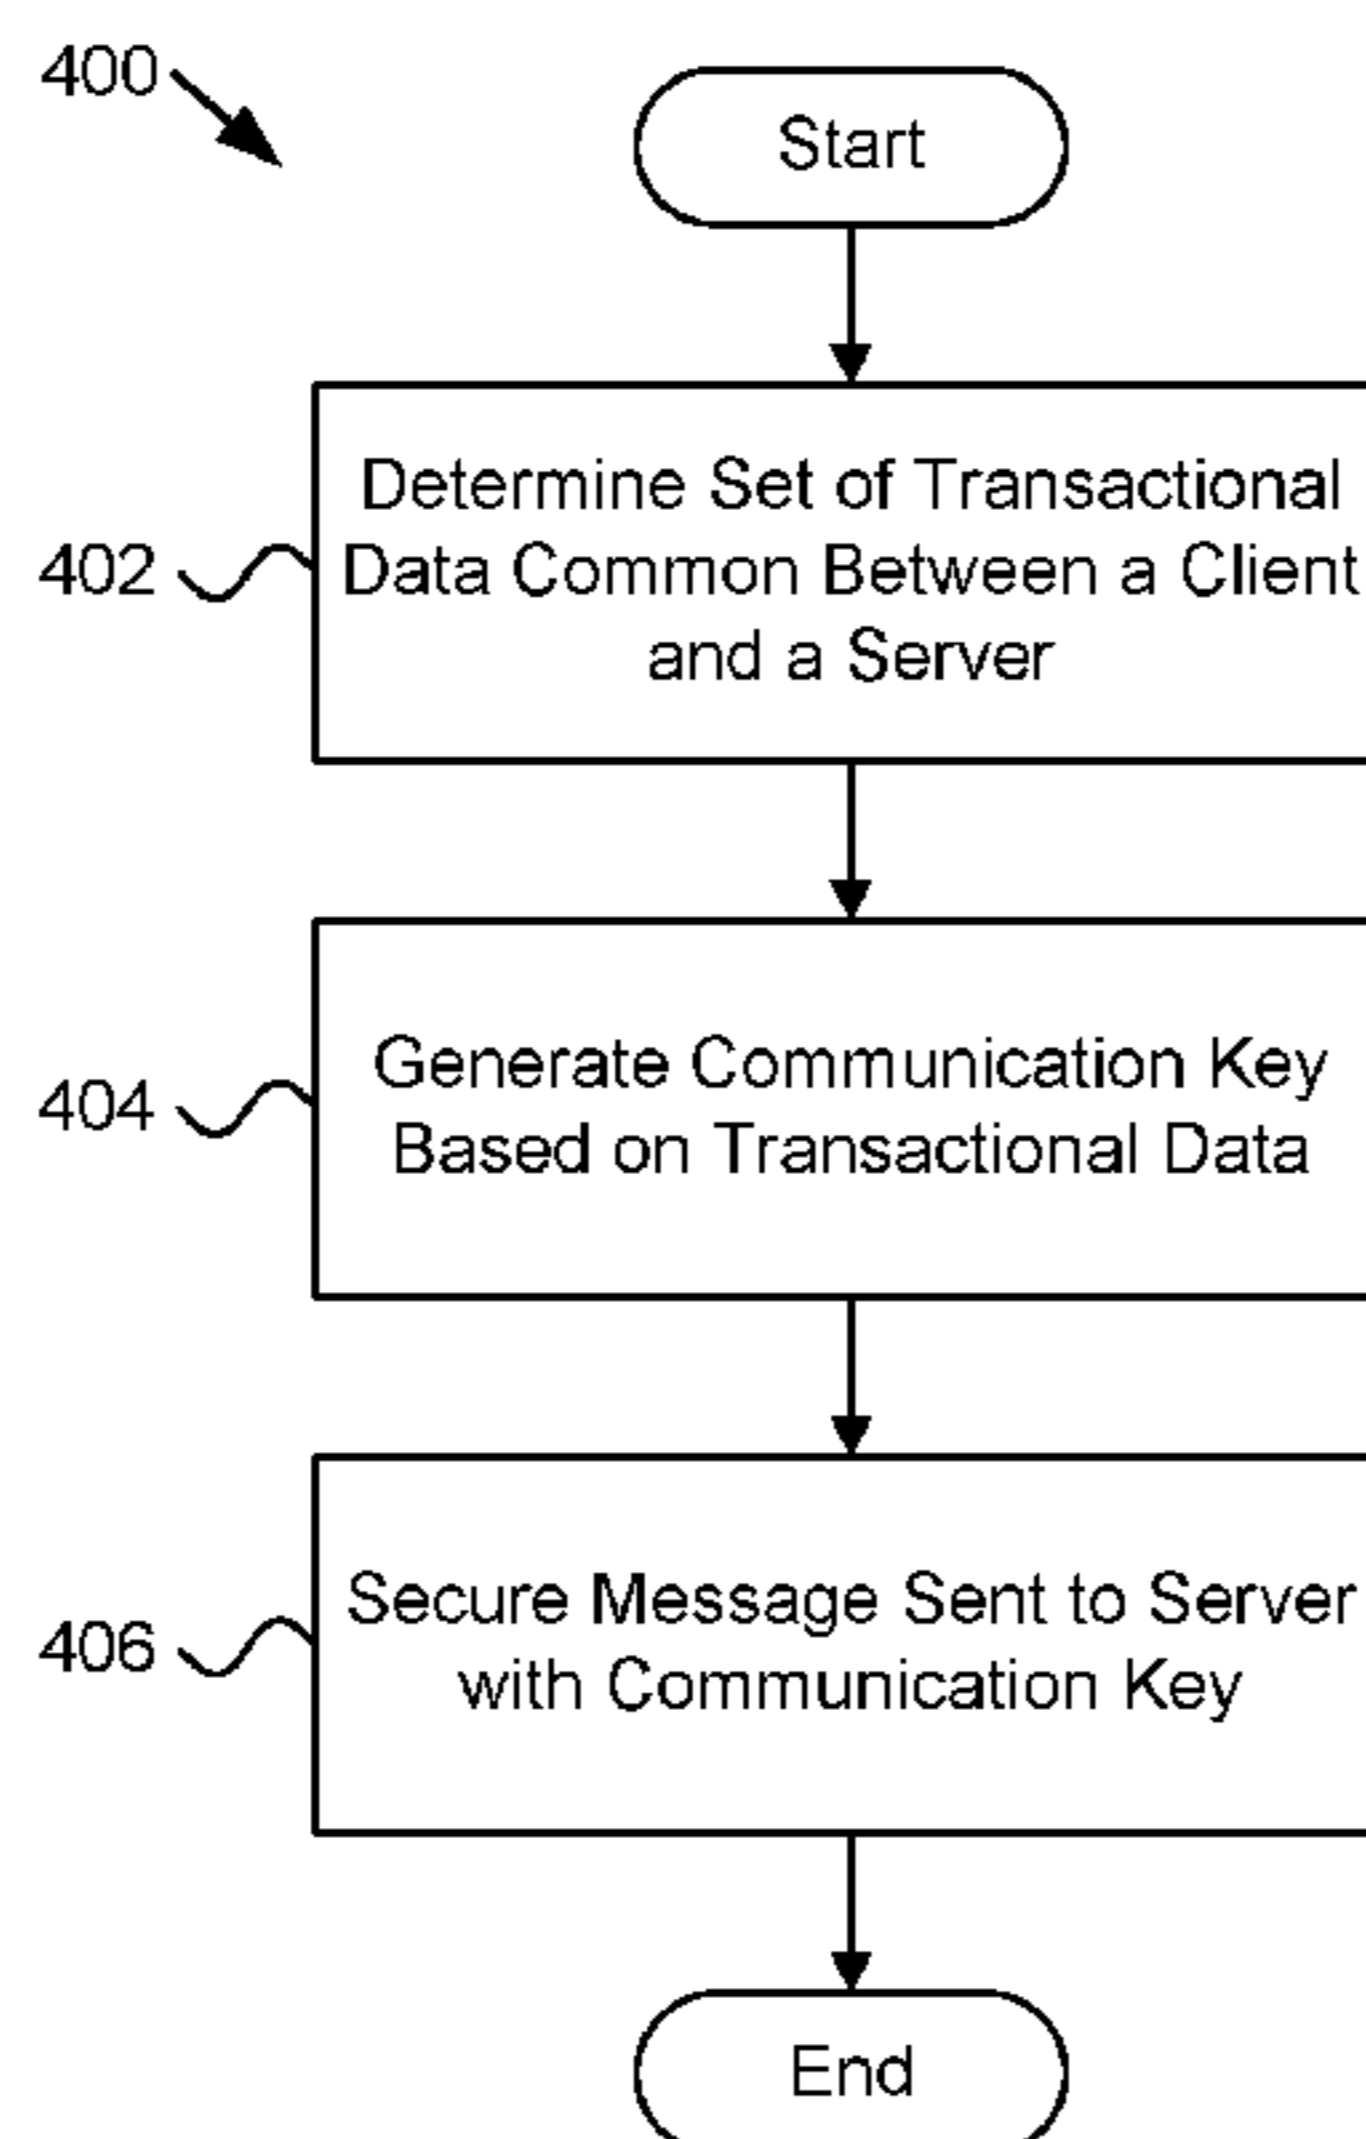 400
Start
402
Determine Set of Transactional
Data Common Between a Client
and a Server
404
Generate Communication Key
Based on Transactional Data
406
Secure Message Sent to Server
with Communication Key
End